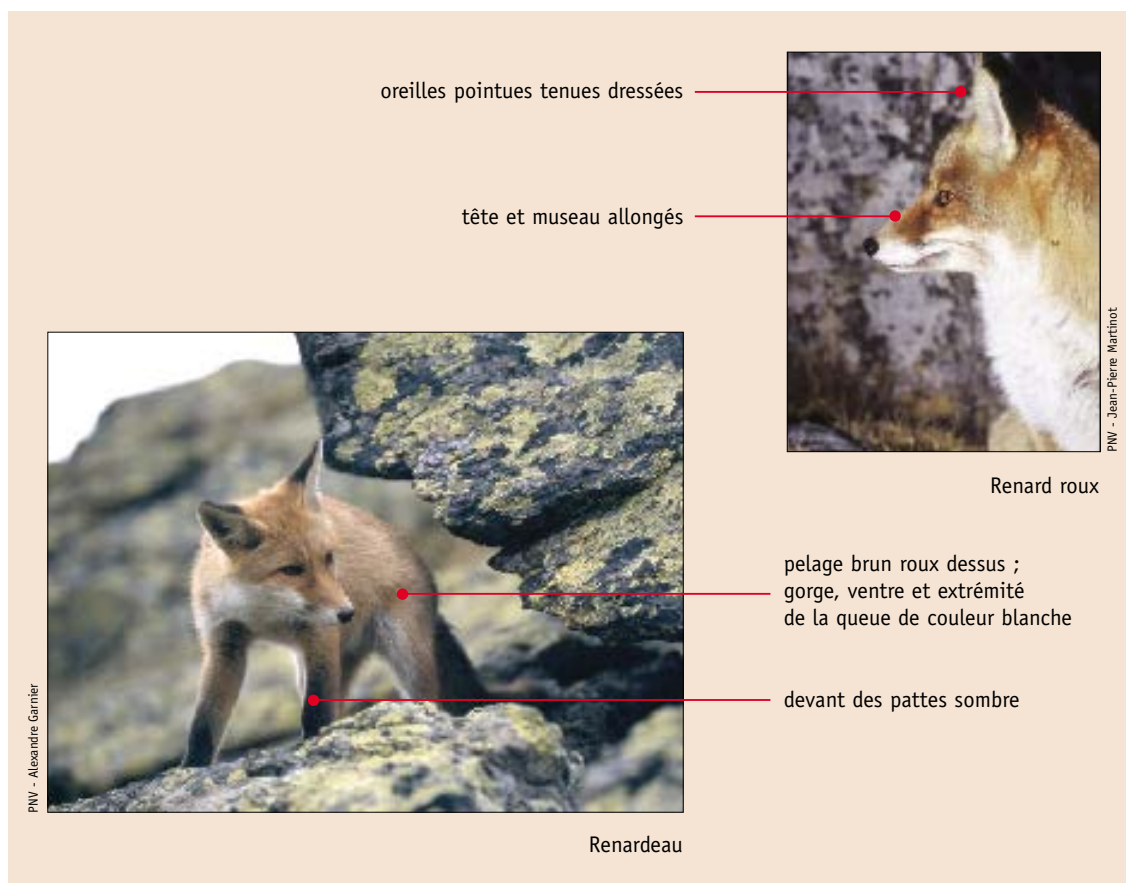 oreilles pointues tenues dressées
tête et museau allongés
PNV - Jean-Pierre Martinot
Renard roux
pelage brun roux dessus ;
gorge, ventre et extrémité
de la queue de couleur blanche
devant des pattes sombre
PNV - Alexandre Garnier
Renardeau